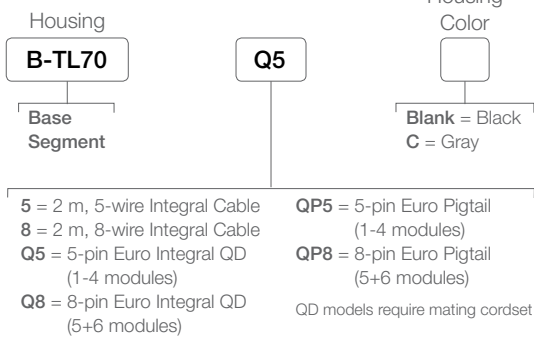 Housing
Housing
Color
B-TL70
Q5
Base
Segment
Blank = Black
C = Gray
5 = 2 m, 5-wire Integral Cable
8 = 2 m, 8-wire Integral Cable
Q5 = 5-pin Euro Integral QD
(1-4 modules)
Q8 = 8-pin Euro Integral QD
(5+6 modules)
QP5 = 5-pin Euro Pigtail
(1-4 modules)
QP8 = 8-pin Euro Pigtail
(5+6 modules)
QD models require mating cordset